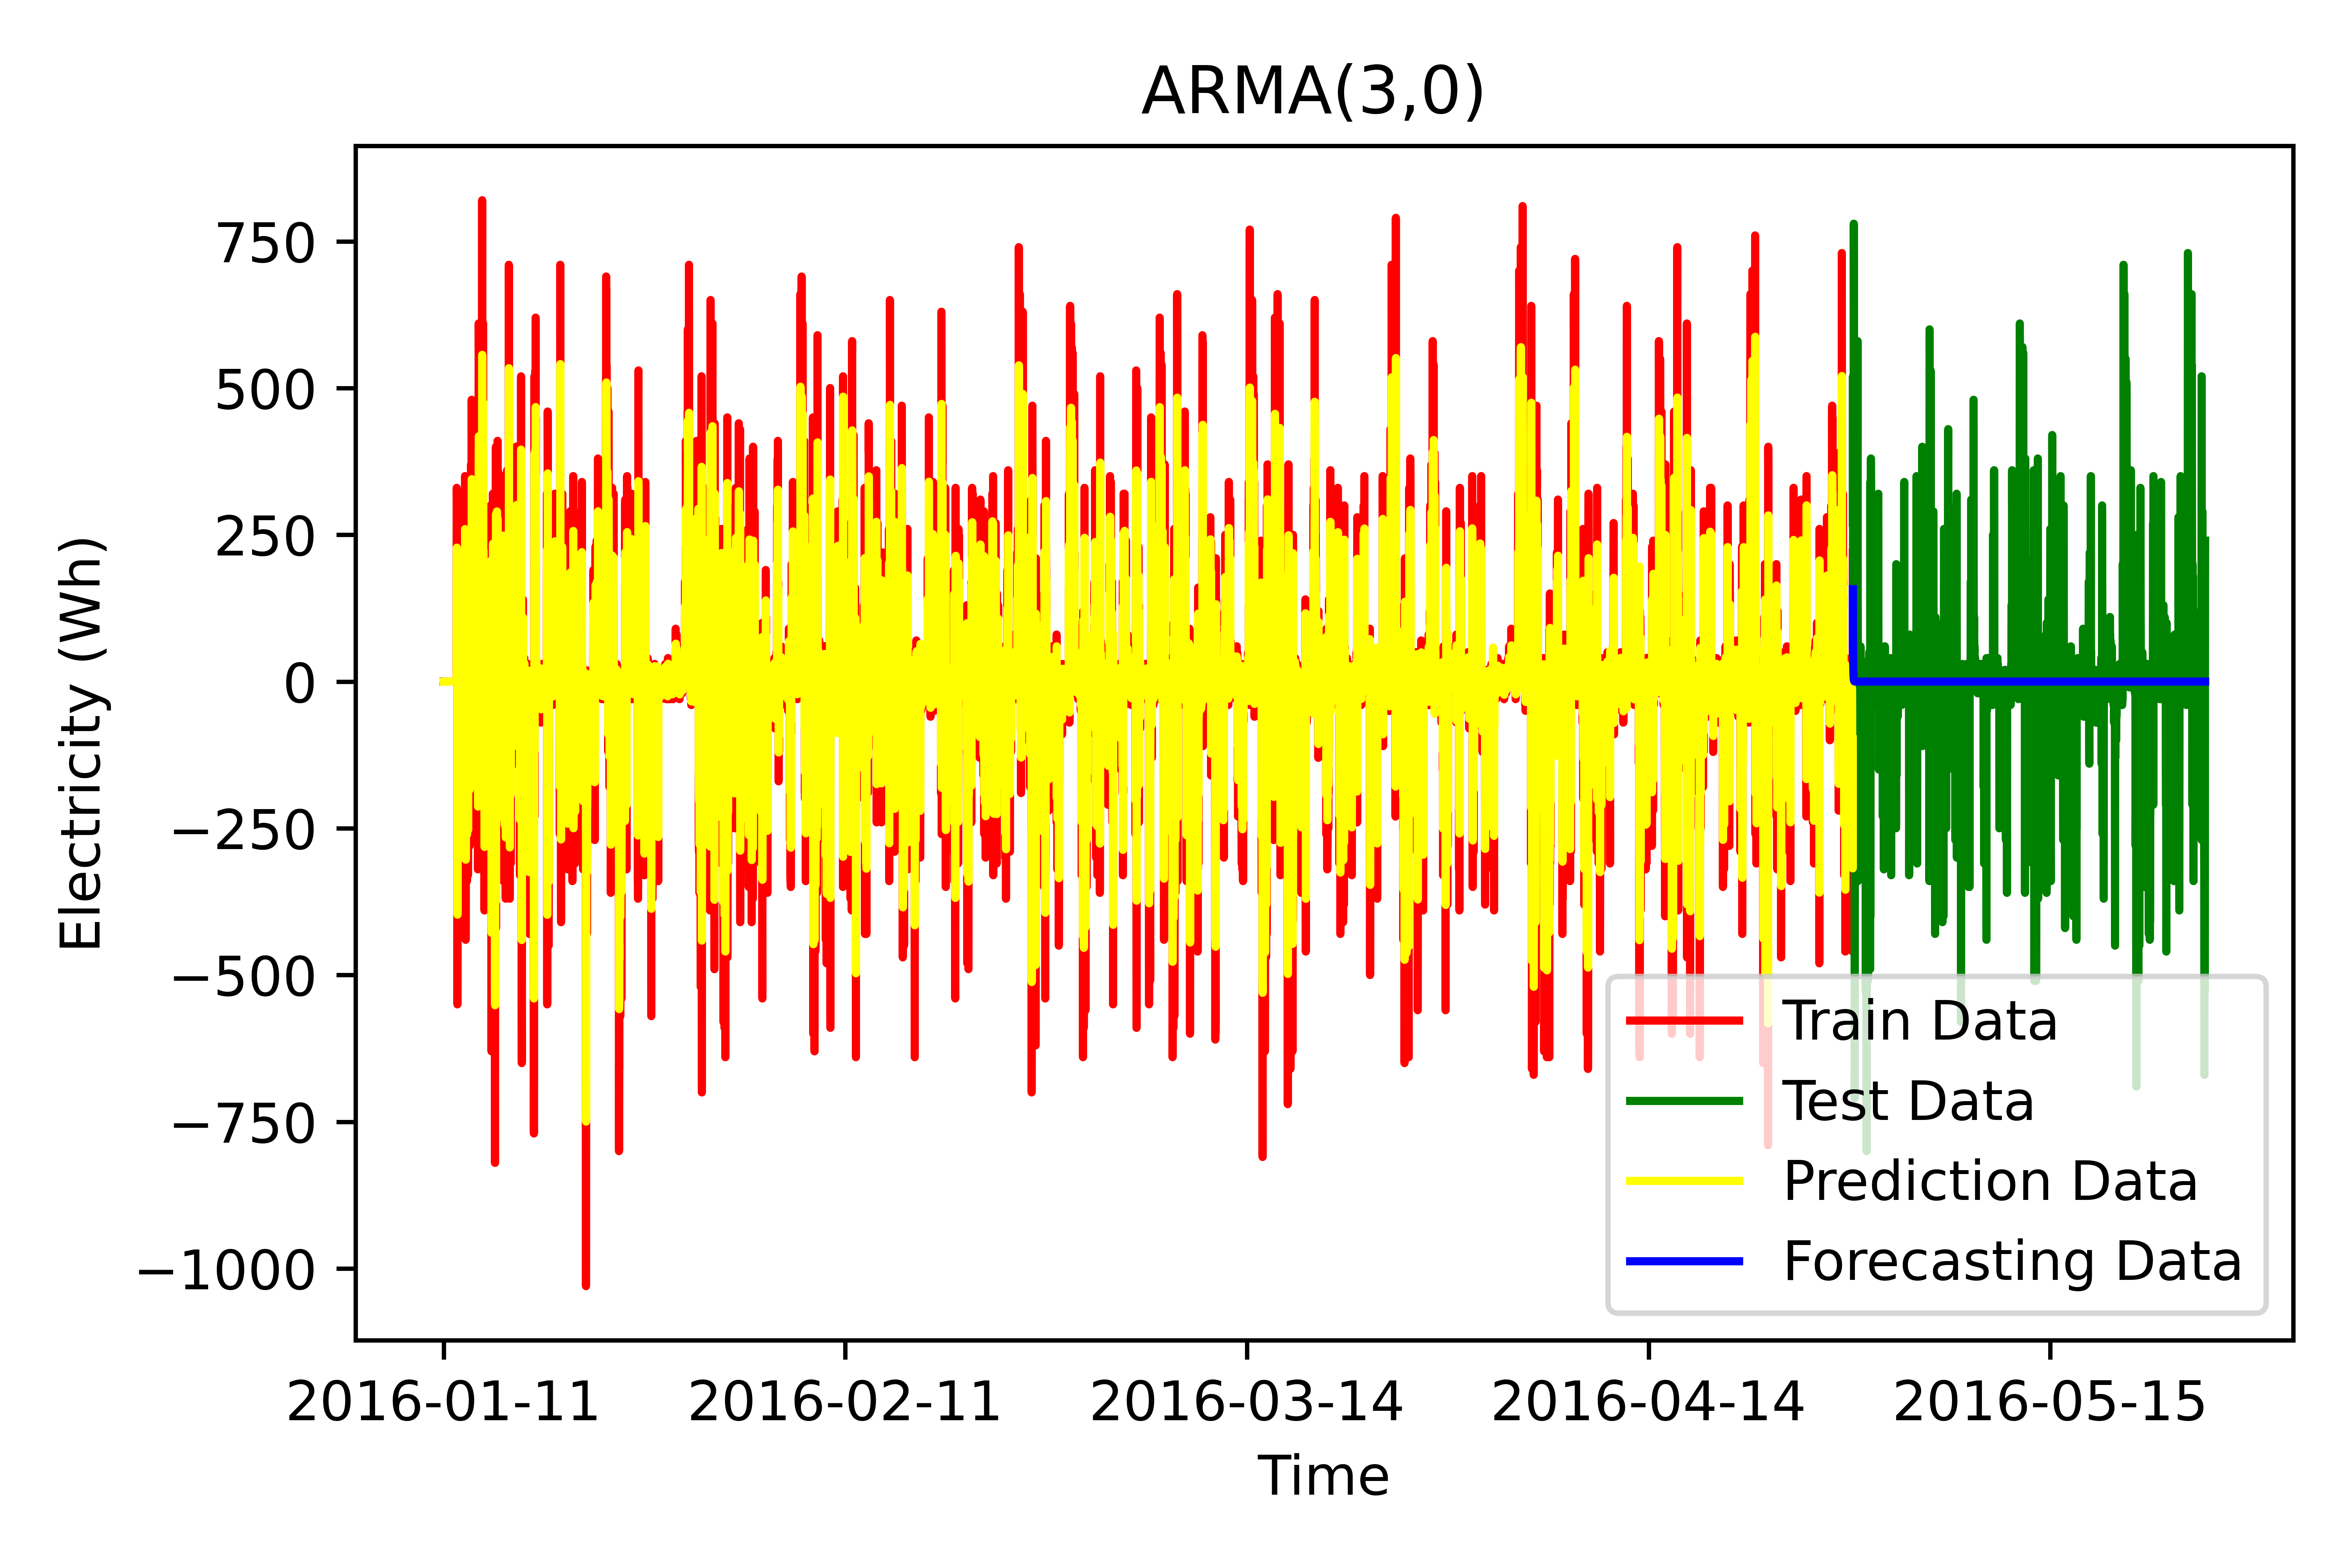 ARMA(3,0)
Electricity (Wh)
750
500
250
0
−250
−500
−750
−1000
Train Data
Test Data
Prediction Data
Forecasting Data
2016-01-11 2016-02-11 2016-03-14 2016-04-14 2016-05-15
Time